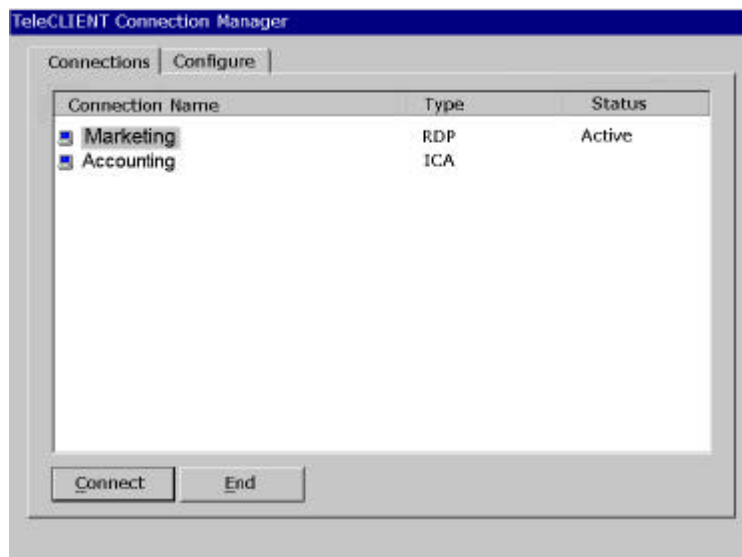 TeleCLIENT Connection Manager
Connections Configure
Connection Name Type Status
Marketing RDP Active
Accounting ICA
Connect End